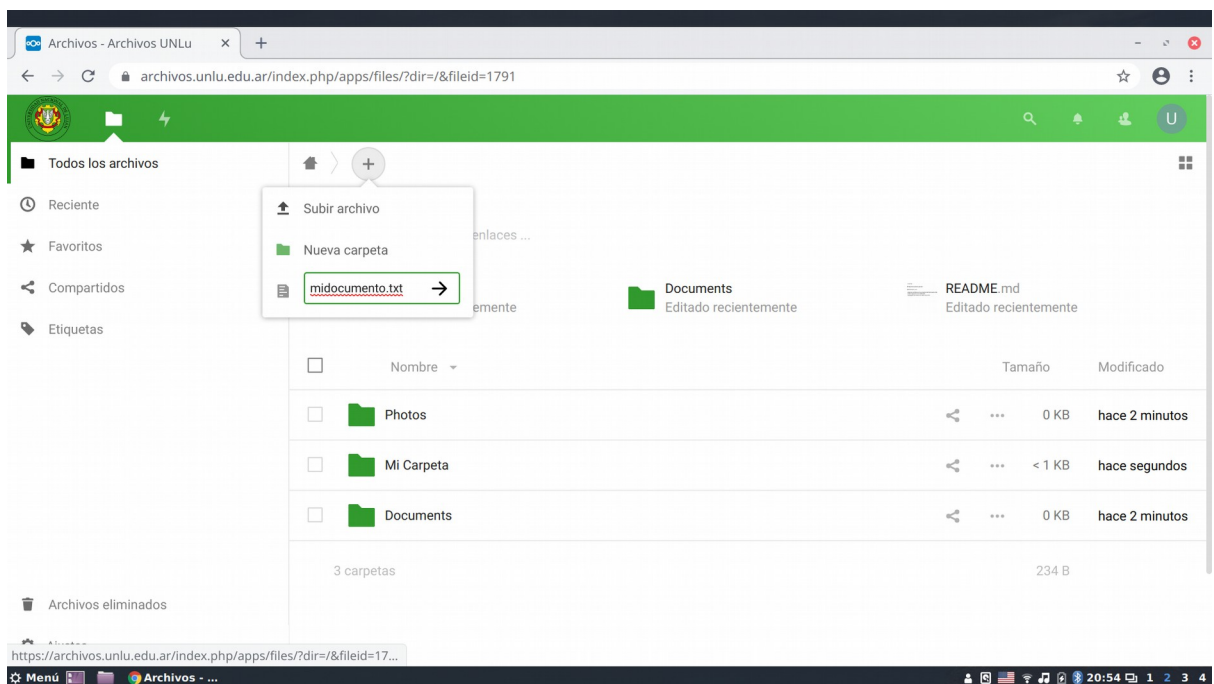 Archivos - Archivos UNLu
archivos.unlu.edu.ar/index.php/apps/files/?dir=/&fileid=1791
U
Todos los archivos
Reciente
Favoritos
Compartidos
Etiquetas
Subir archivo
Nueva carpeta
enlaces ...
midocumento.txt
emente
Documents
Editado recientemente
README.md
Editado recientemente
Nombre Tamaño Modificado
Photos 0 KB hace 2 minutos
Mi Carpeta < 1 KB hace segundos
Documents 0 KB hace 2 minutos
3 carpetas 234 B
Archivos eliminados
https://archivos.unlu.edu.ar/index.php/apps/files/?dir=/&fileid=17...
Menú Archivos - ... 20:54 1 2 3 4